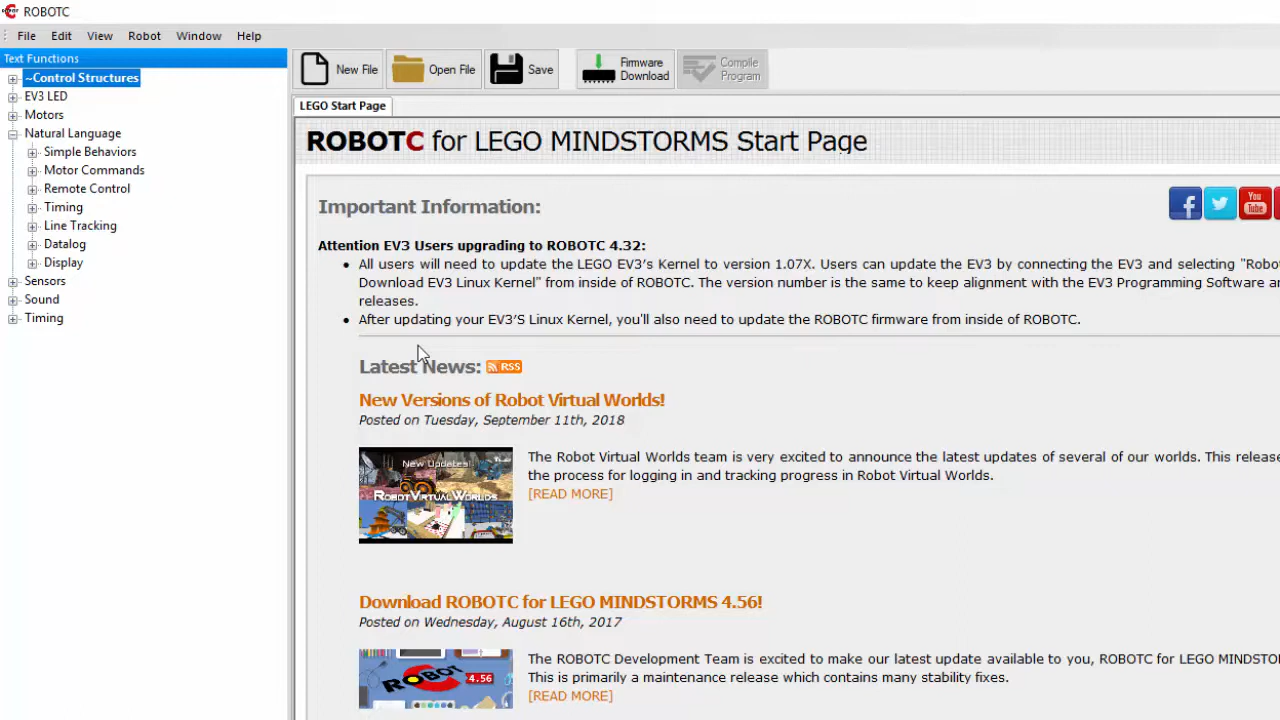 ROBOTC
File Edit View Robot Window Help
Text Functions
~Control Structures
EV3 LED
Motors
Natural Language
Simple Behaviors
Motor Commands
Remote Control
Timing
Line Tracking
Datalog
Display
Sensors
Sound
Timing
New File Open File Save Firmware Download Compile Program
LEGO Start Page
ROBOTC for LEGO MINDSTORMS Start Page
Important Information:
Attention EV3 Users upgrading to ROBOTC 4.32:
All users will need to update the LEGO EV3's Kernel to version 1.07X. Users can update the EV3 by connecting the EV3 and selecting "Robo
Download EV3 Linux Kernel" from inside of ROBOTC. The version number is the same to keep alignment with the EV3 Programming Software a
releases.
After updating your EV3'S Linux Kernel, you'll also need to update the ROBOTC firmware from inside of ROBOTC.
Latest News: RSS
New Versions of Robot Virtual Worlds!
Posted on Tuesday, September 11th, 2018
New Updates!
ROBOTVIRTUALWORLDS
The Robot Virtual Worlds team is very excited to announce the latest updates of several of our worlds. This release
the process for logging in and tracking progress in Robot Virtual Worlds.
[READ MORE]
Download ROBOTC for LEGO MINDSTORMS 4.56!
Posted on Wednesday, August 16th, 2017
ROBOT 4.56
The ROBOTC Development Team is excited to make our latest update available to you, ROBOTC for LEGO MINDSTO
This is primarily a maintenance release which contains many stability fixes.
[READ MORE]
You Tube